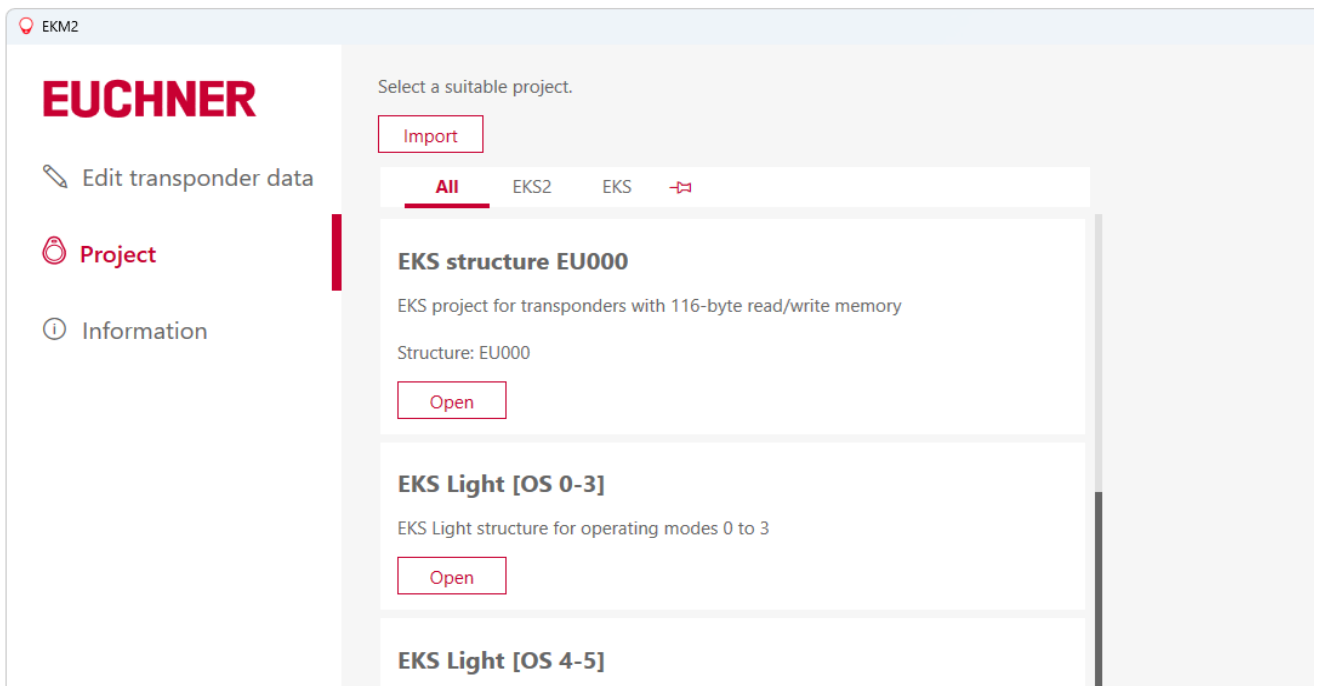 EKM2
EUCHNER
Edit transponder data
Project
Information
Select a suitable project.
Import
All EKS2 EKS
EKS structure EU000
EKS project for transponders with 116-byte read/write memory
Structure: EU000
Open
EKS Light [OS 0-3]
EKS Light structure for operating modes 0 to 3
Open
EKS Light [OS 4-5]